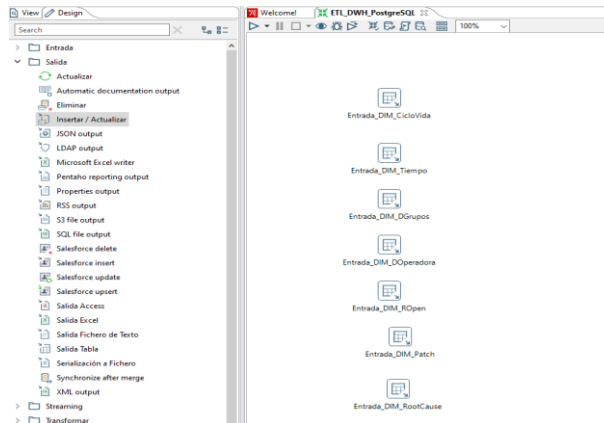 View Design
Search
Entrada
Salida
Actualizar
Automatic documentation output
Eliminar
Insertar / Actualizar
JSON output
LDAP output
Microsoft Excel writer
Pentaho reporting output
Properties output
RSS output
S3 file output
SQL file output
Salesforce delete
Salesforce insert
Salesforce update
Salesforce upsert
Salida Access
Salida Excel
Salida Fichero de Texto
Salida Tabla
Serialización a Fichero
Synchronize after merge
XML output
Streaming
Transformar
Welcome! ETL_DWH_PostgreSQL
100%
Entrada_DIM_CicloVida
Entrada_DIM_Tiempo
Entrada_DIM_DGrupos
Entrada_DIM_DOperadora
Entrada_DIM_ROpen
Entrada_DIM_Patch
Entrada_DIM_RootCause